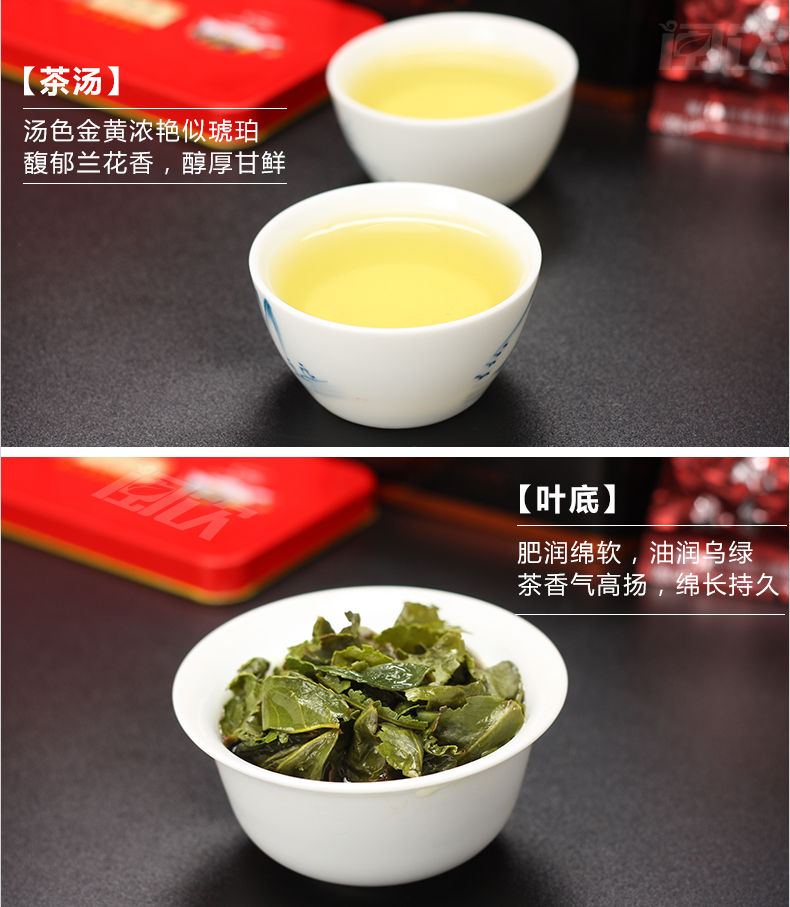 【茶汤】
汤色金黄浓艳似琥珀
馥郁兰花香，醇厚甘鲜
【叶底】
肥润绵软，油润乌绿
茶香气高扬，绵长持久